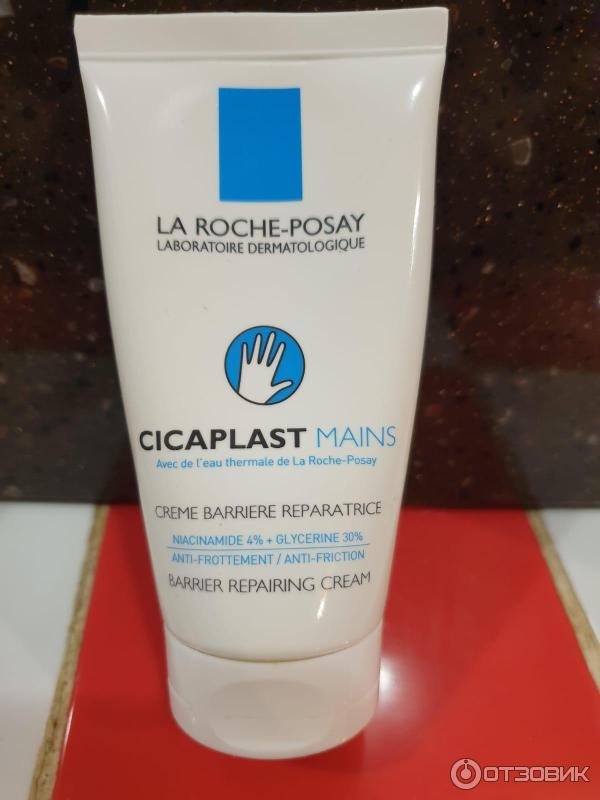 LA ROCHE-POSAY
LABORATOIRE DERMATOLOGIQUE
CICAPLAST MAINS
Avec de l'eau thermale de La Roche-Posay
CREME BARRIERE REPARATRICE
NIACINAMIDE 4% + GLYCERINE 30%
ANTI-FROTTEMENT / ANTI-FRICTION
BARRIER REPAIRING CREAM
ОТЗОВИК